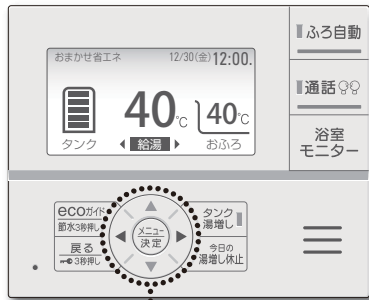 おまかせ省エネ 12/30(金)12:00.
40℃ 40℃
タンク 給湯 おふろ
ふろ自動
通話
浴室
モニター
ecoガイド
節水3秒押し
戻る
3秒押し
メニュー
決定
タンク
湯増し
今日の
湯増し休止